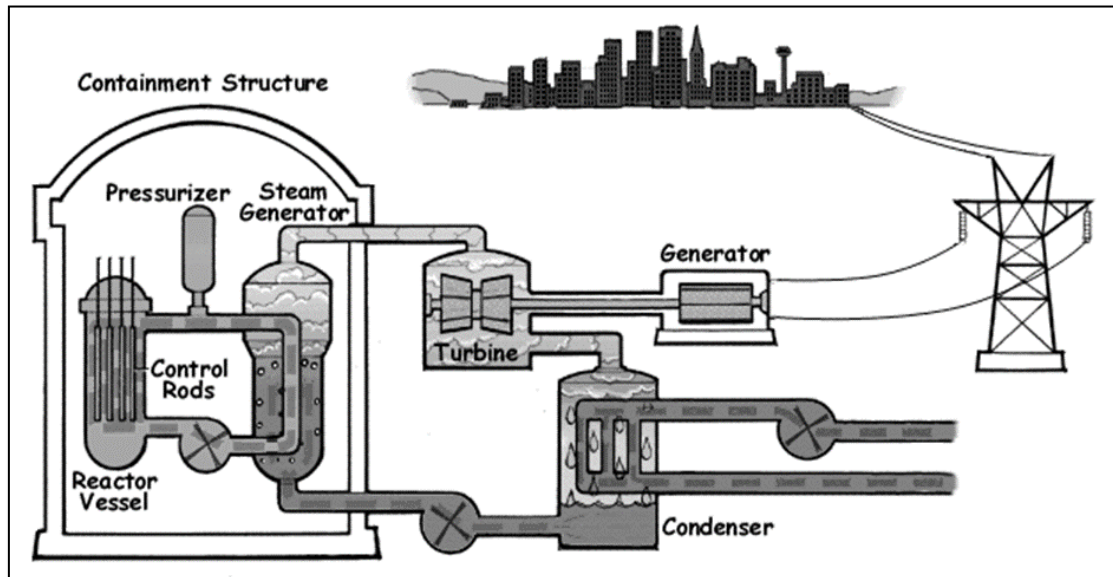 Containment Structure
Pressurizer
Steam
Generator
Control
Rods
Reactor
Vessel
Turbine
Generator
Condenser